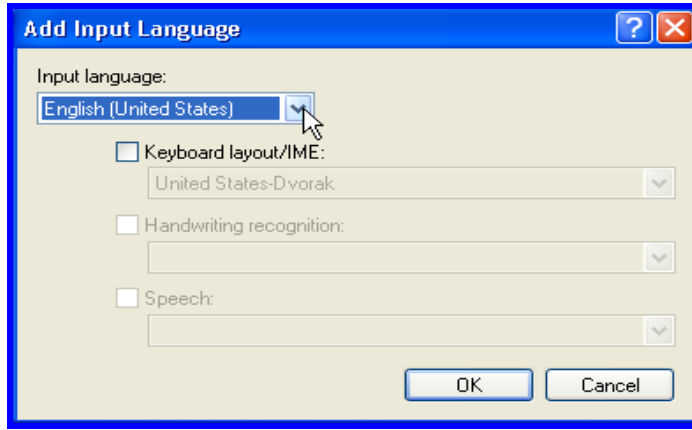 Add Input Language
Input language:
English (United States)
Keyboard layout/IME:
United States-Dvorak
Handwriting recognition:
Speech:
OK Cancel